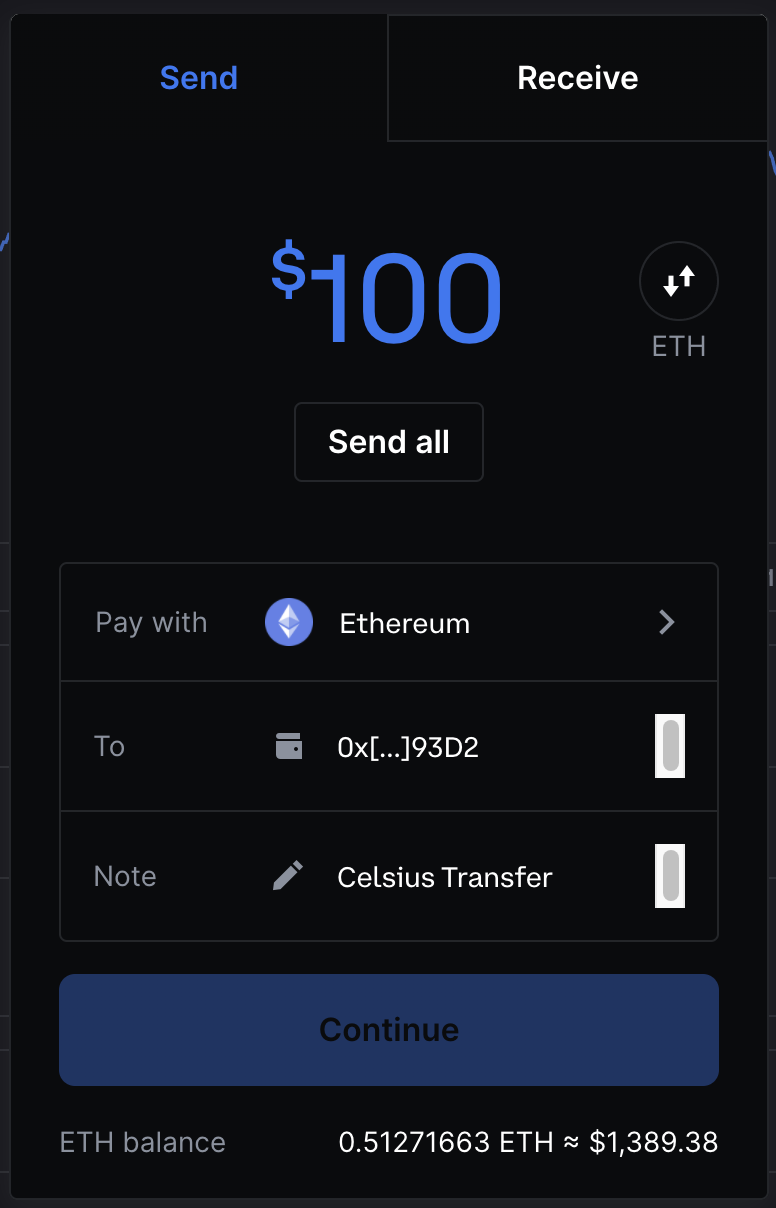 Send
Receive
$100
ETH
Send all
Pay with Ethereum
To 0x[...]93D2
Note Celsius Transfer
Continue
ETH balance 0.51271663 ETH ≈ $1,389.38